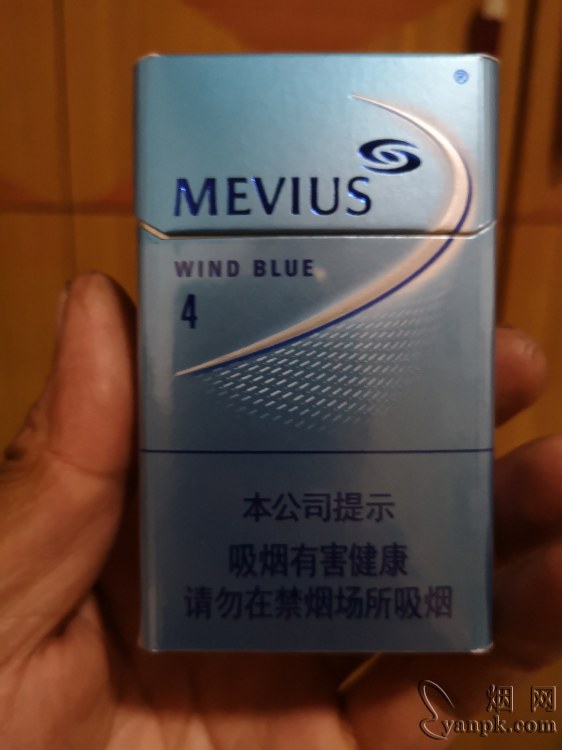 ®
MEVIUS
WIND BLUE
4
本公司提示
吸烟有害健康
请勿在禁烟场所吸烟
烟网
yanpk.com